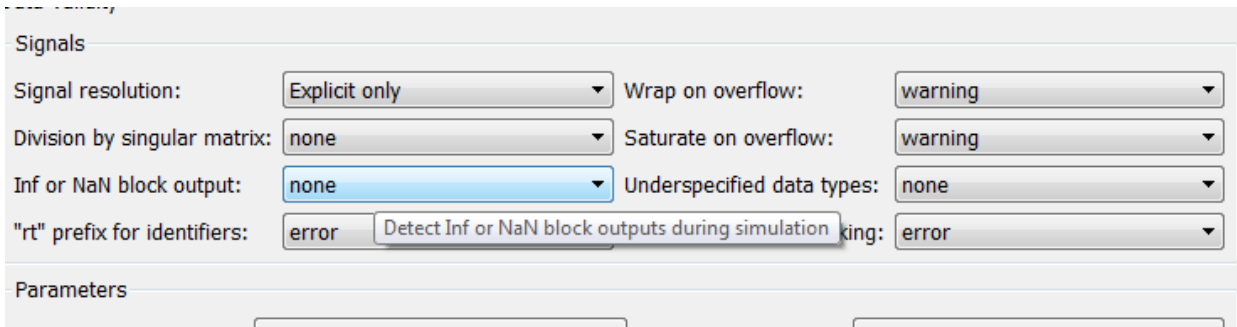 Signals
Signal resolution: Explicit only Wrap on overflow: warning
Division by singular matrix: none Saturate on overflow: warning
Inf or NaN block output: none Underspecified data types: none
"rt" prefix for identifiers: error Detect Inf or NaN block outputs during simulation king: error
Parameters